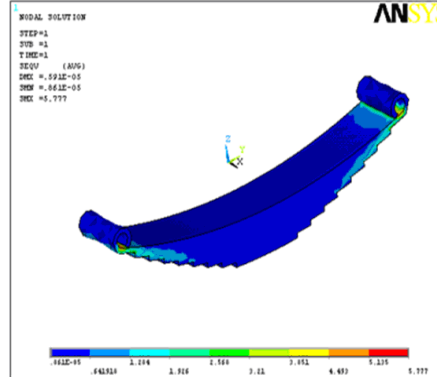 1
NODAL SOLUTION
ANSYS
STEP=1
SUB =1
TIME=1
SEQV (AVG)
DMX =.591E-05
SMN =.861E-05
SMX =5.777
Z
Y
X
.861E-05 1.284 2.568 3.851 5.135
.641918 1.926 3.21 4.493 5.777